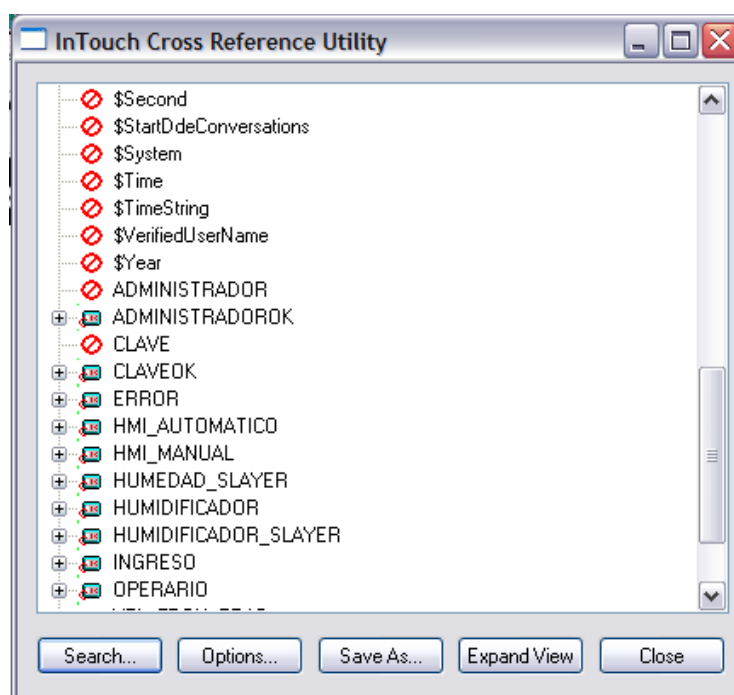 InTouch Cross Reference Utility
$Second
$StartDdeConversations
$System
$Time
$TimeString
$VerifiedUserName
$Year
ADMINISTRADOR
ADMINISTRADOROK
CLAVE
CLAVEOK
ERROR
HMI_AUTOMATICO
HMI_MANUAL
HUMEDAD_SLAYER
HUMIDIFICADOR
HUMIDIFICADOR_SLAYER
INGRESO
OPERARIO
Search... Options... Save As... Expand View Close